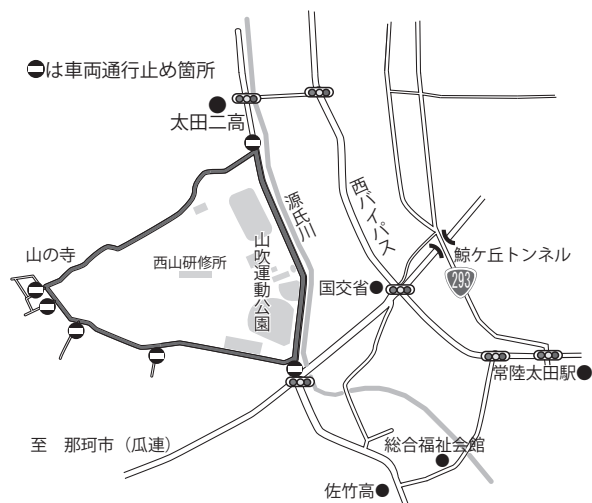 は車両通行止め箇所
太田二高
源氏川
西バイパス
山の寺
西山研修所
山吹運動公園
鯨ケ丘トンネル
国交省
293
常陸太田駅
至　那珂市（瓜連）
総合福祉会館
佐竹高